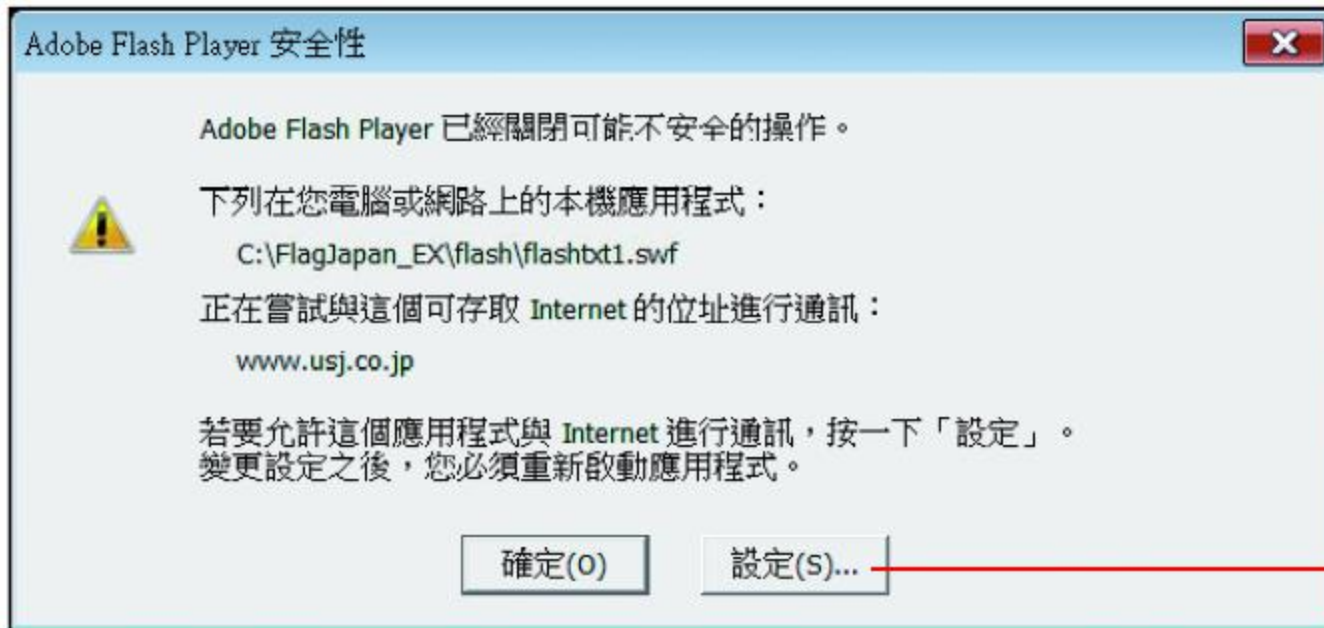 Adobe Flash Player 安全性
Adobe Flash Player 已經關閉可能不安全的操作。
下列在您電腦或網路上的本機應用程式：
C:\FlagJapan_EX\flash\flashtxt1.swf
正在嘗試與這個可存取 Internet 的位址進行通訊：
www.usj.co.jp
若要允許這個應用程式與 Internet 進行通訊，按一下「設定」。
變更設定之後，您必須重新啟動應用程式。
確定(O)
設定(S)...